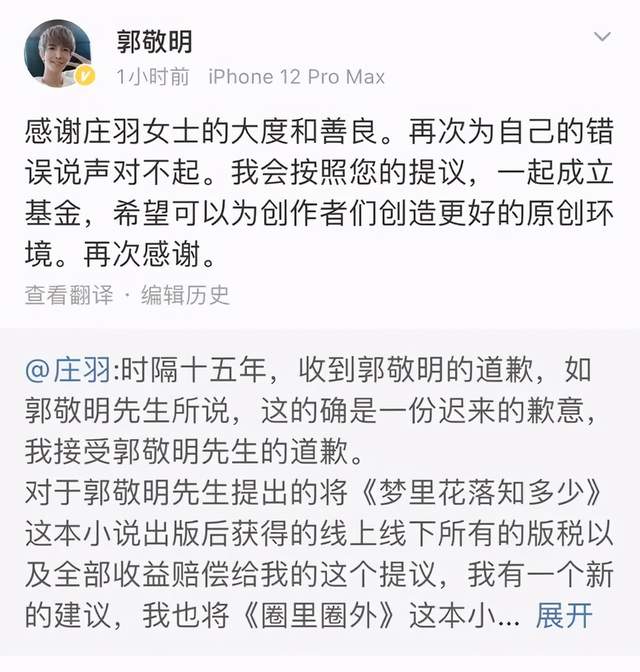 郭敬明
1小时前 iPhone 12 Pro Max
感谢庄羽女士的大度和善良。再次为自己的错
误说声对不起。我会按照您的提议，一起成立
基金，希望可以为创作者们创造更好的原创环
境。再次感谢。
查看翻译 · 编辑历史
@庄羽:时隔十五年，收到郭敬明的道歉，如
郭敬明先生所说，这的确是一份迟来的歉意，
我接受郭敬明先生的道歉。
对于郭敬明先生提出的将《梦里花落知多少》
这本小说出版后获得的线上线下所有的版税以
及全部收益赔偿给我的这个提议，我有一个新
的建议，我也将《圈里圈外》这本小... 展开